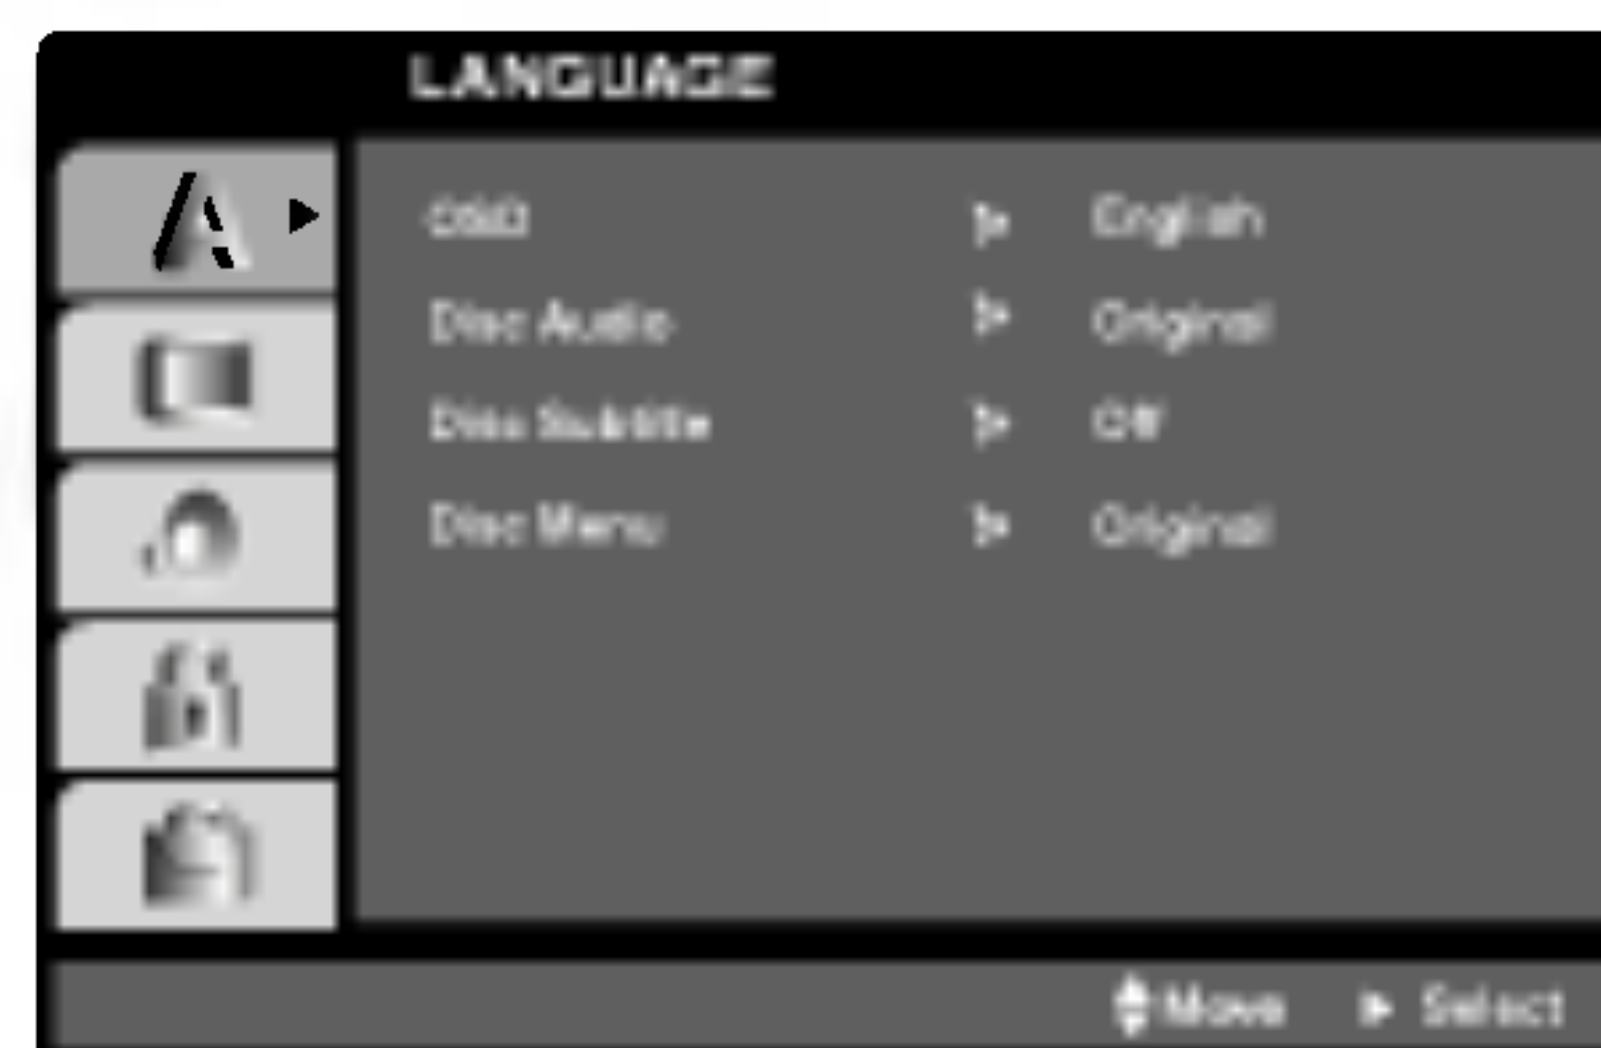 LANGUAGE
OSD English
Disc Audio Original
Disc Subtitle Off
Disc Menu Original
Move Select